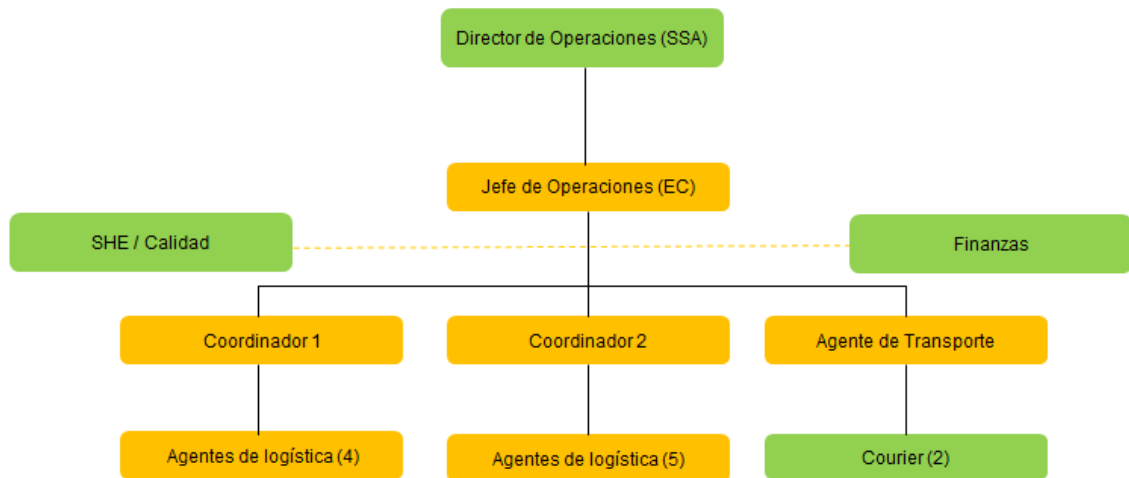 Director de Operaciones (SSA)
Jefe de Operaciones (EC)
SHE / Calidad
Finanzas
Coordinador 1
Coordinador 2
Agente de Transporte
Agentes de logística (4)
Agentes de logística (5)
Courier (2)